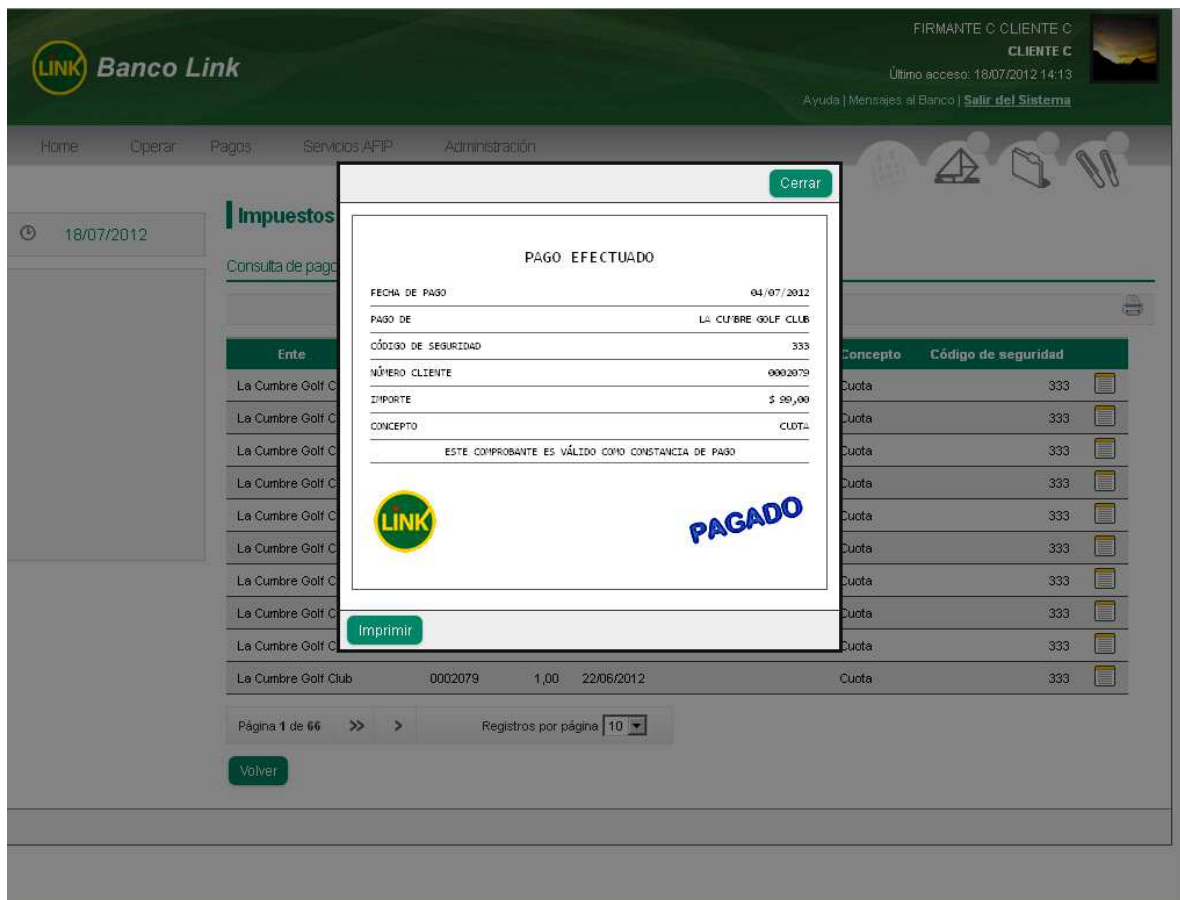 FIRMANTE C CLIENTE C
CLIENTE C
LINK Banco Link
Último acceso: 18/07/2012 14:13
Ayuda | Mensajes al Banco | Salir del Sistema
Home Operar Pagos Servicios AFIP Administración
Cerrar
18/07/2012
Impuestos
Consulta de pago
PAGO EFECTUADO
FECHA DE PAGO 04/07/2012
PAGO DE LA CUMBRE GOLF CLUB
CÓDIGO DE SEGURIDAD 333
NÚMERO CLIENTE 0002079
IMPORTE $ 99,00
CONCEPTO CUOTA
ESTE COMPROBANTE ES VÁLIDO COMO CONSTANCIA DE PAGO
LINK PAGADO
Imprimir
Ente Concepto Código de seguridad
La Cumbre Golf C Cuota 333
La Cumbre Golf C Cuota 333
La Cumbre Golf C Cuota 333
La Cumbre Golf C Cuota 333
La Cumbre Golf C Cuota 333
La Cumbre Golf C Cuota 333
La Cumbre Golf C Cuota 333
La Cumbre Golf C Cuota 333
La Cumbre Golf C Cuota 333
La Cumbre Golf Club 0002079 1,00 22/06/2012 Cuota 333
Página 1 de 66 >> > Registros por página 10
Volver